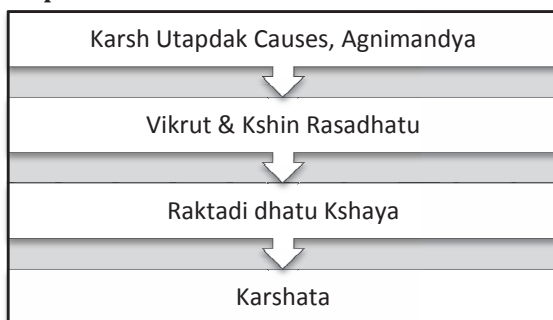 Karsh Utapdak Causes, Agnimandya
Vikrut & Kshin Rasadhatu
Raktadi dhatu Kshaya
Karshata